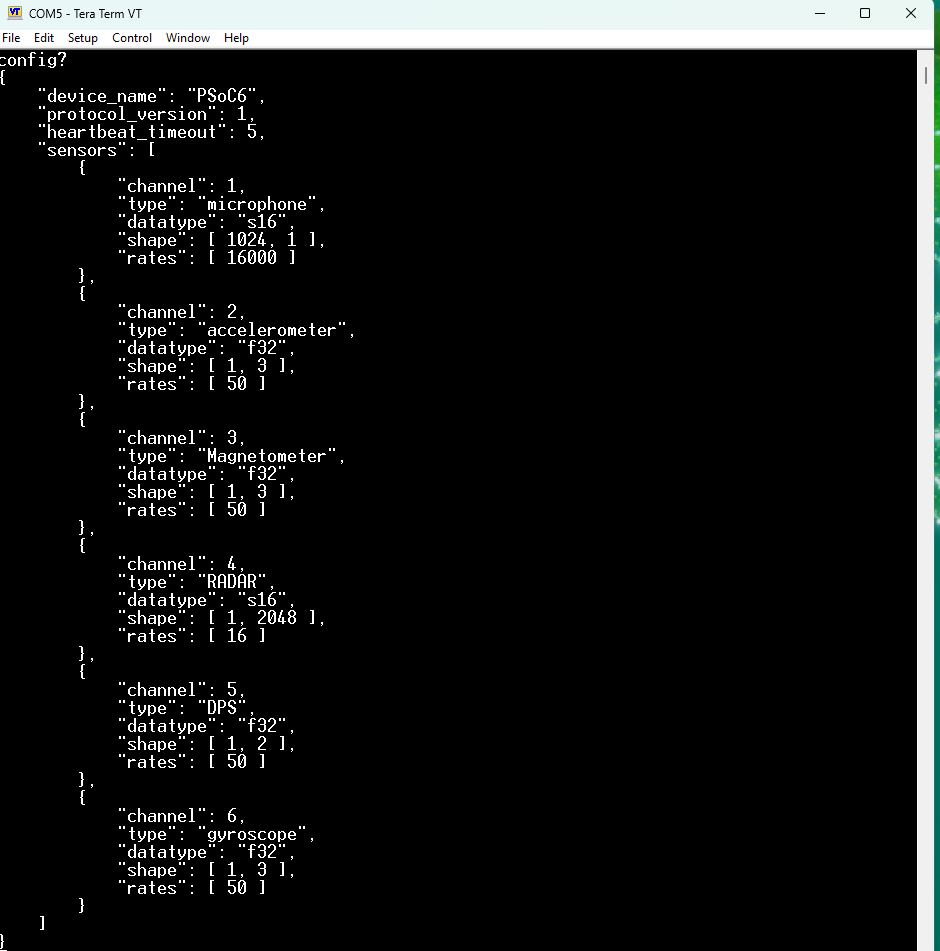 COM5 - Tera Term VT
File Edit Setup Control Window Help
config?
{
    "device_name": "PSoC6",
    "protocol_version": 1,
    "heartbeat_timeout": 5,
    "sensors": [
        {
            "channel": 1,
            "type": "microphone",
            "datatype": "s16",
            "shape": [ 1024, 1 ],
            "rates": [ 16000 ]
        },
        {
            "channel": 2,
            "type": "accelerometer",
            "datatype": "f32",
            "shape": [ 1, 3 ],
            "rates": [ 50 ]
        },
        {
            "channel": 3,
            "type": "Magnetometer",
            "datatype": "f32",
            "shape": [ 1, 3 ],
            "rates": [ 50 ]
        },
        {
            "channel": 4,
            "type": "RADAR",
            "datatype": "s16",
            "shape": [ 1, 2048 ],
            "rates": [ 16 ]
        },
        {
            "channel": 5,
            "type": "DPS",
            "datatype": "f32",
            "shape": [ 1, 2 ],
            "rates": [ 50 ]
        },
        {
            "channel": 6,
            "type": "gyroscope",
            "datatype": "f32",
            "shape": [ 1, 3 ],
            "rates": [ 50 ]
        }
    ]
}